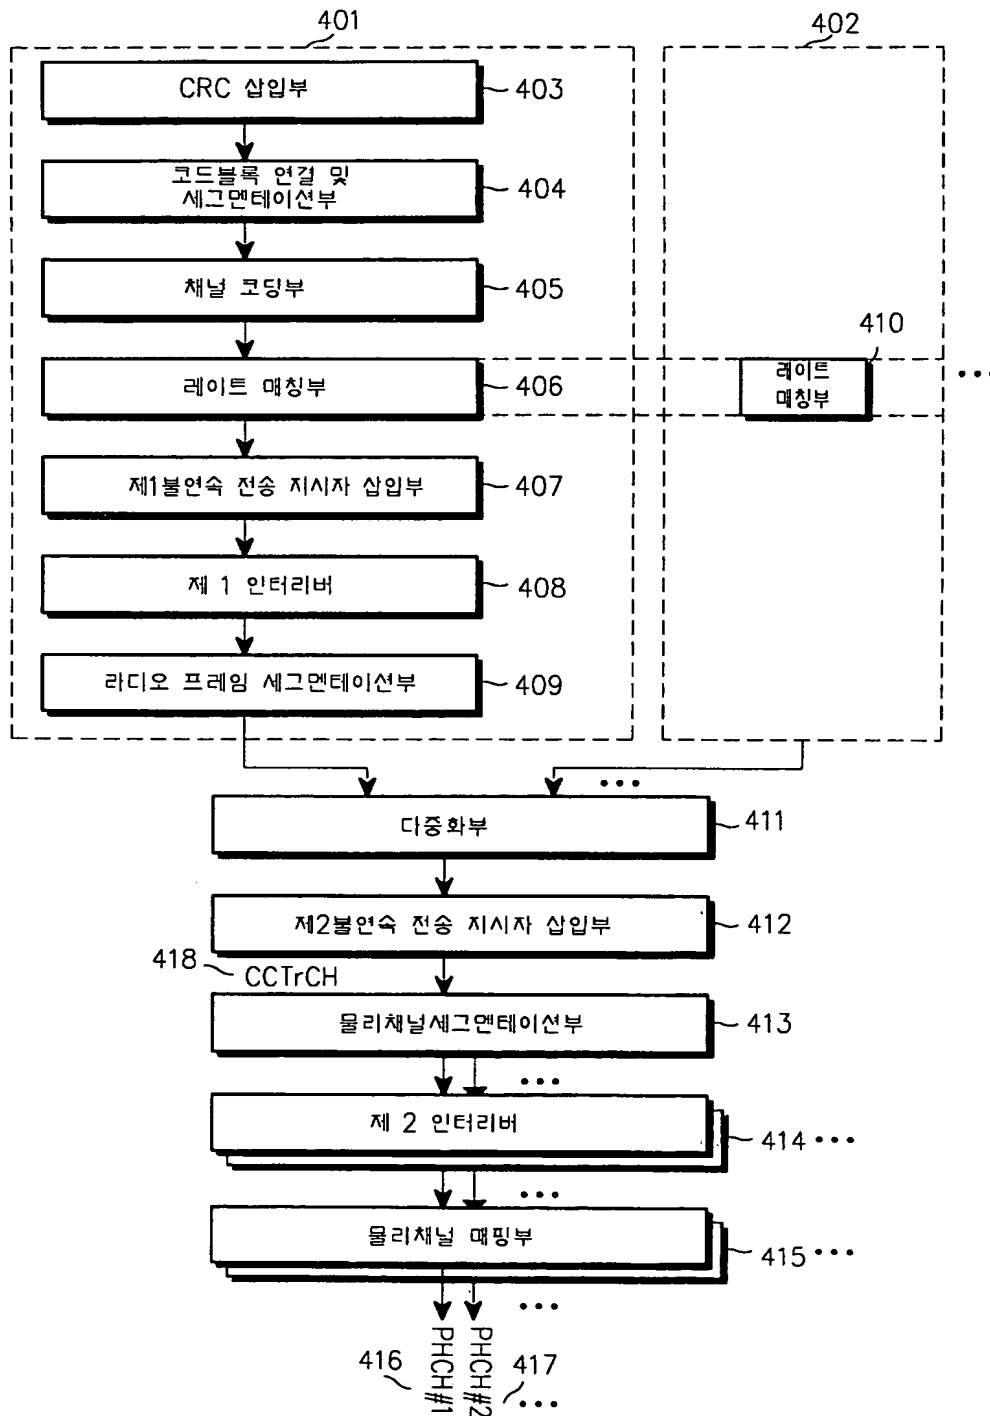 401
402
CRC 삽입부
403
코드블록 연결 및
세그멘테이션부
404
채널 코딩부
405
레이트 매칭부
406
레이트
매칭부
410
제1불연속 전송 지시자 삽입부
407
제 1 인터리버
408
라디오 프레임 세그멘테이션부
409
다중화부
411
제2불연속 전송 지시자 삽입부
412
418
CCTrCH
물리채널세그멘테이션부
413
제 2 인터리버
414
물리채널 매핑부
415
416
PHCH#1
PHCH#2
417